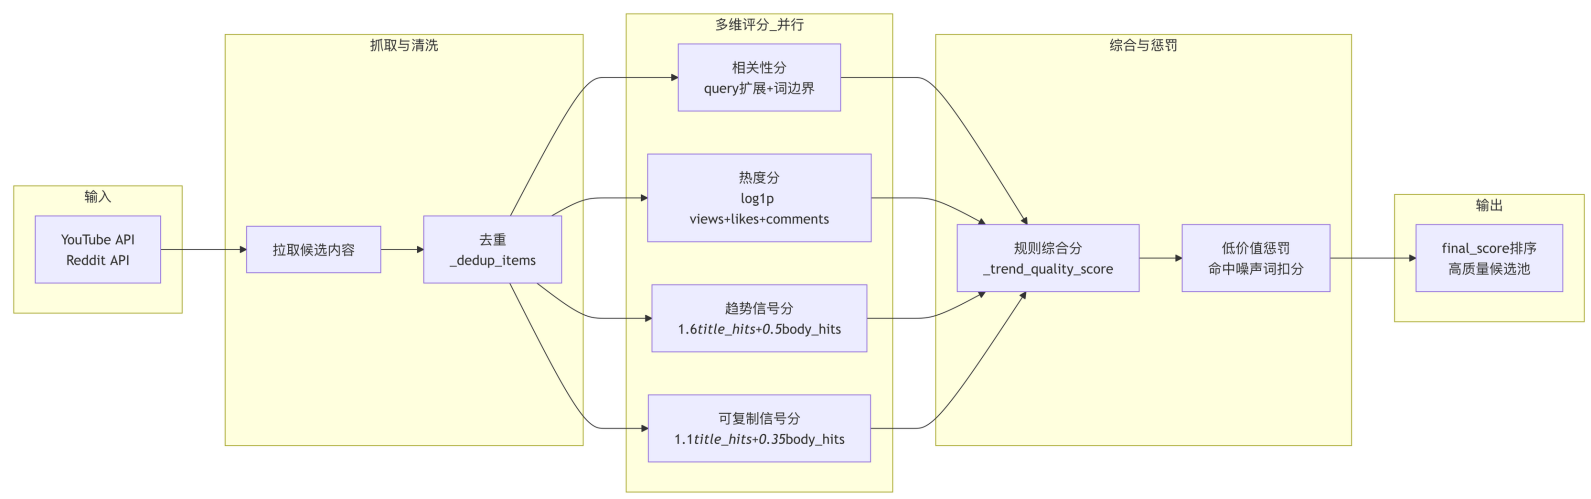 输入
YouTube API
Reddit API
抓取与清洗
拉取候选内容
去重
_dedup_items
多维评分_并行
相关性分
query扩展+词边界
热度分
log1p
views+likes+comments
趋势信号分
1.6title_hits+0.5body_hits
可复制信号分
1.1title_hits+0.35body_hits
综合与惩罚
规则综合分
_trend_quality_score
低价值惩罚
命中噪声词扣分
输出
final_score排序
高质量候选池